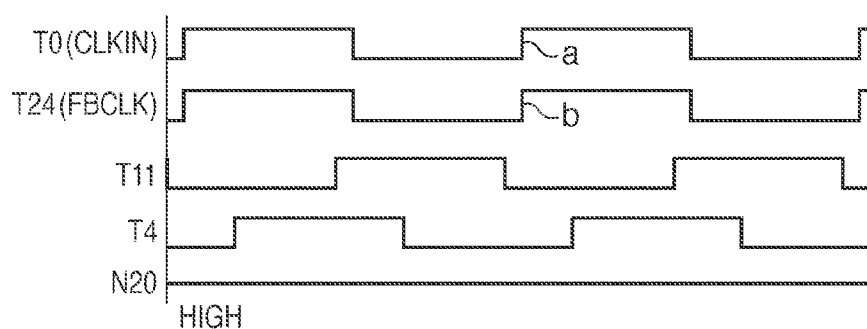 T0(CLKIN)
a
T24(FBCLK)
b
T11
T4
N20
HIGH